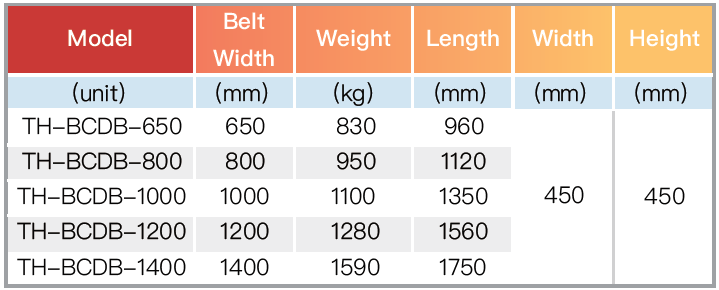 Model Belt Width Weight Length Width Height
(unit) (mm) (kg) (mm) (mm) (mm)
TH-BCDB-650 650 830 960
TH-BCDB-800 800 950 1120
TH-BCDB-1000 1000 1100 1350 450 450
TH-BCDB-1200 1200 1280 1560
TH-BCDB-1400 1400 1590 1750